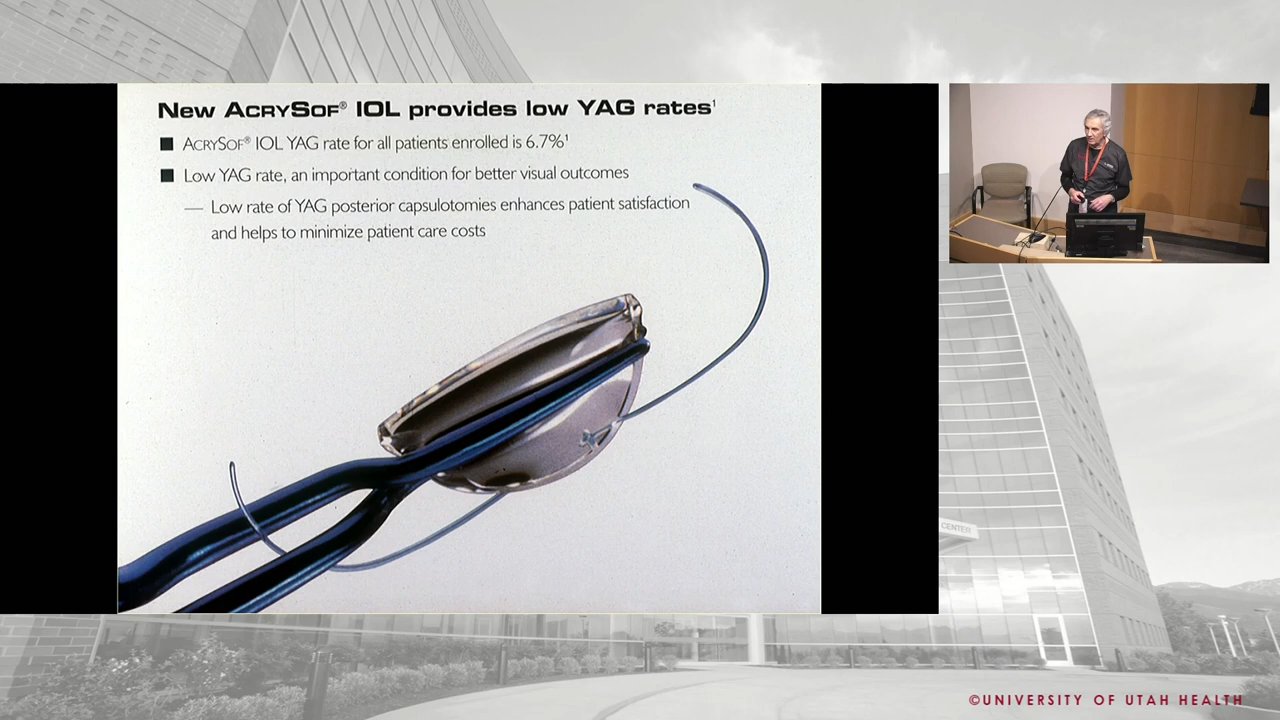 New ACRYSOF® IOL provides low YAG rates¹
■ ACRYSOF® IOL YAG rate for all patients enrolled is 6.7%¹
■ Low YAG rate, an important condition for better visual outcomes
— Low rate of YAG posterior capsulotomies enhances patient satisfaction
and helps to minimize patient care costs
CENTER
©UNIVERSITY OF UTAH HEALTH